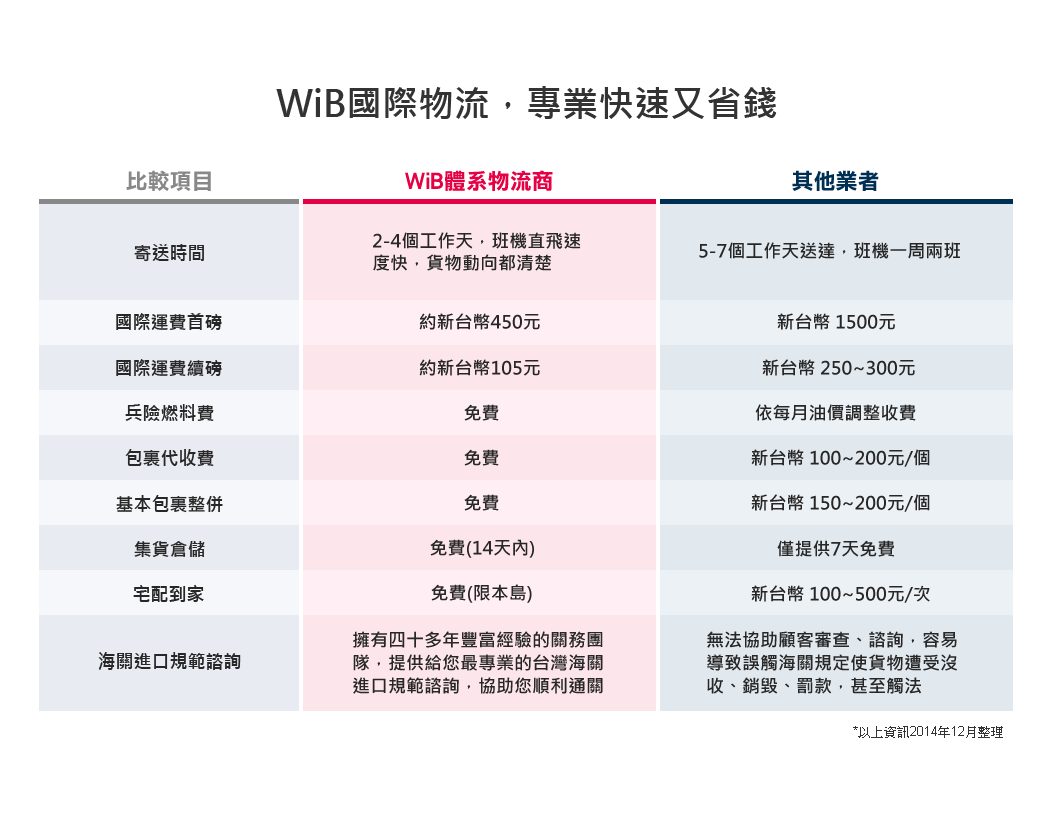 WiB國際物流，專業快速又省錢
比較項目
WiB體系物流商
其他業者
寄送時間
2-4個工作天，班機直飛速
度快，貨物動向都清楚
5-7個工作天送達，班機一周兩班
國際運費首磅
約新台幣450元
新台幣 1500元
國際運費續磅
約新台幣105元
新台幣 250~300元
兵險燃料費
免費
依每月油價調整收費
包裹代收費
免費
新台幣 100~200元/個
基本包裹整併
免費
新台幣 150~200元/個
集貨倉儲
免費(14天內)
僅提供7天免費
宅配到家
免費(限本島)
新台幣 100~500元/次
海關進口規範諮詢
擁有四十多年豐富經驗的關務團
隊，提供給您最專業的台灣海關
進口規範諮詢，協助您順利通關
無法協助顧客審查、諮詢，容易
導致誤觸海關規定使貨物遭受沒
收、銷毀、罰款，甚至觸法
*以上資訊2014年12月整理